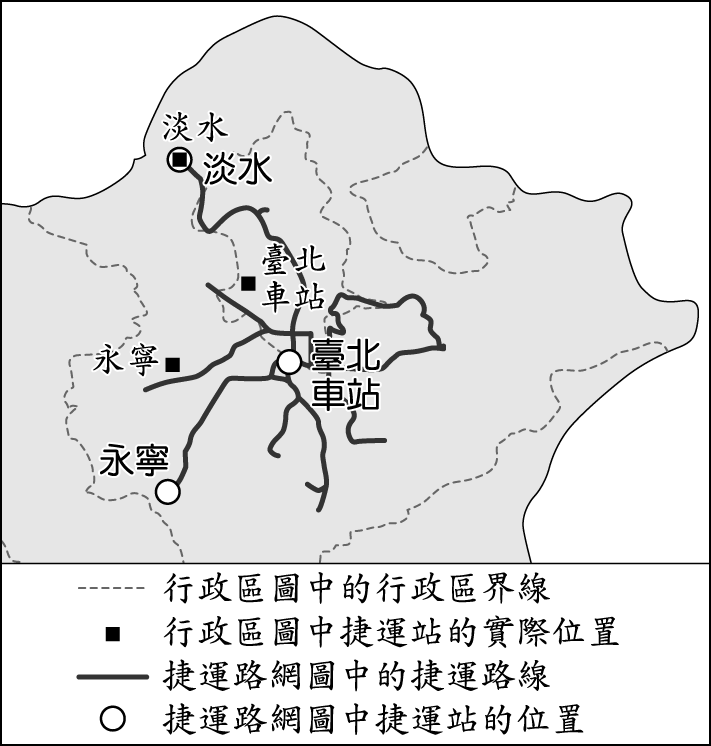 淡水
淡水
臺北
車站
永寧
臺北
車站
永寧
行政區圖中的行政區界線
行政區圖中捷運站的實際位置
捷運路網圖中的捷運路線
捷運路網圖中捷運站的位置